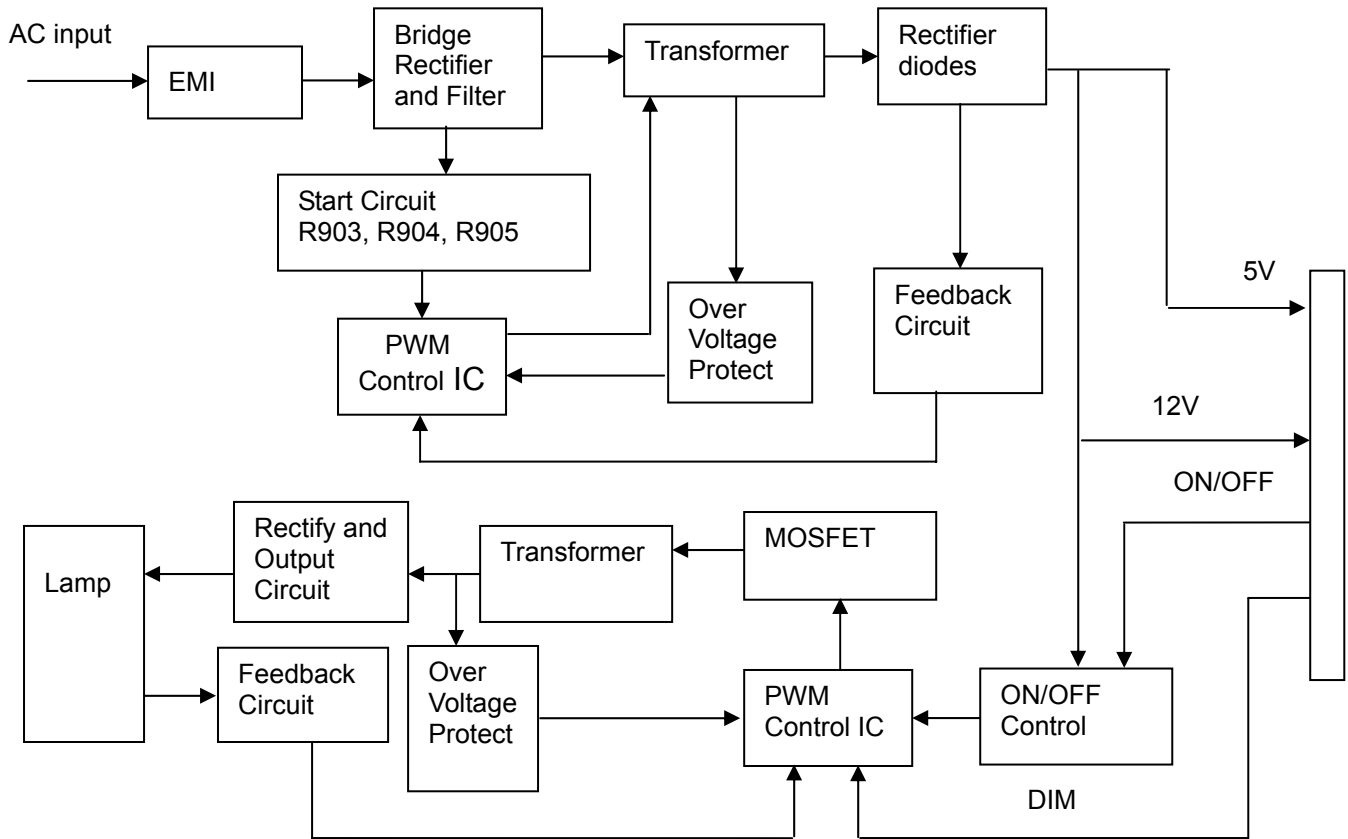 AC input
EMI
Bridge
Rectifier
and Filter
Transformer
Rectifier
diodes
Start Circuit
R903, R904, R905
PWM
Control IC
Over
Voltage
Protect
Feedback
Circuit
5V
12V
ON/OFF
Lamp
Rectify and
Output
Circuit
Transformer
MOSFET
Feedback
Circuit
Over
Voltage
Protect
PWM
Control IC
ON/OFF
Control
DIM